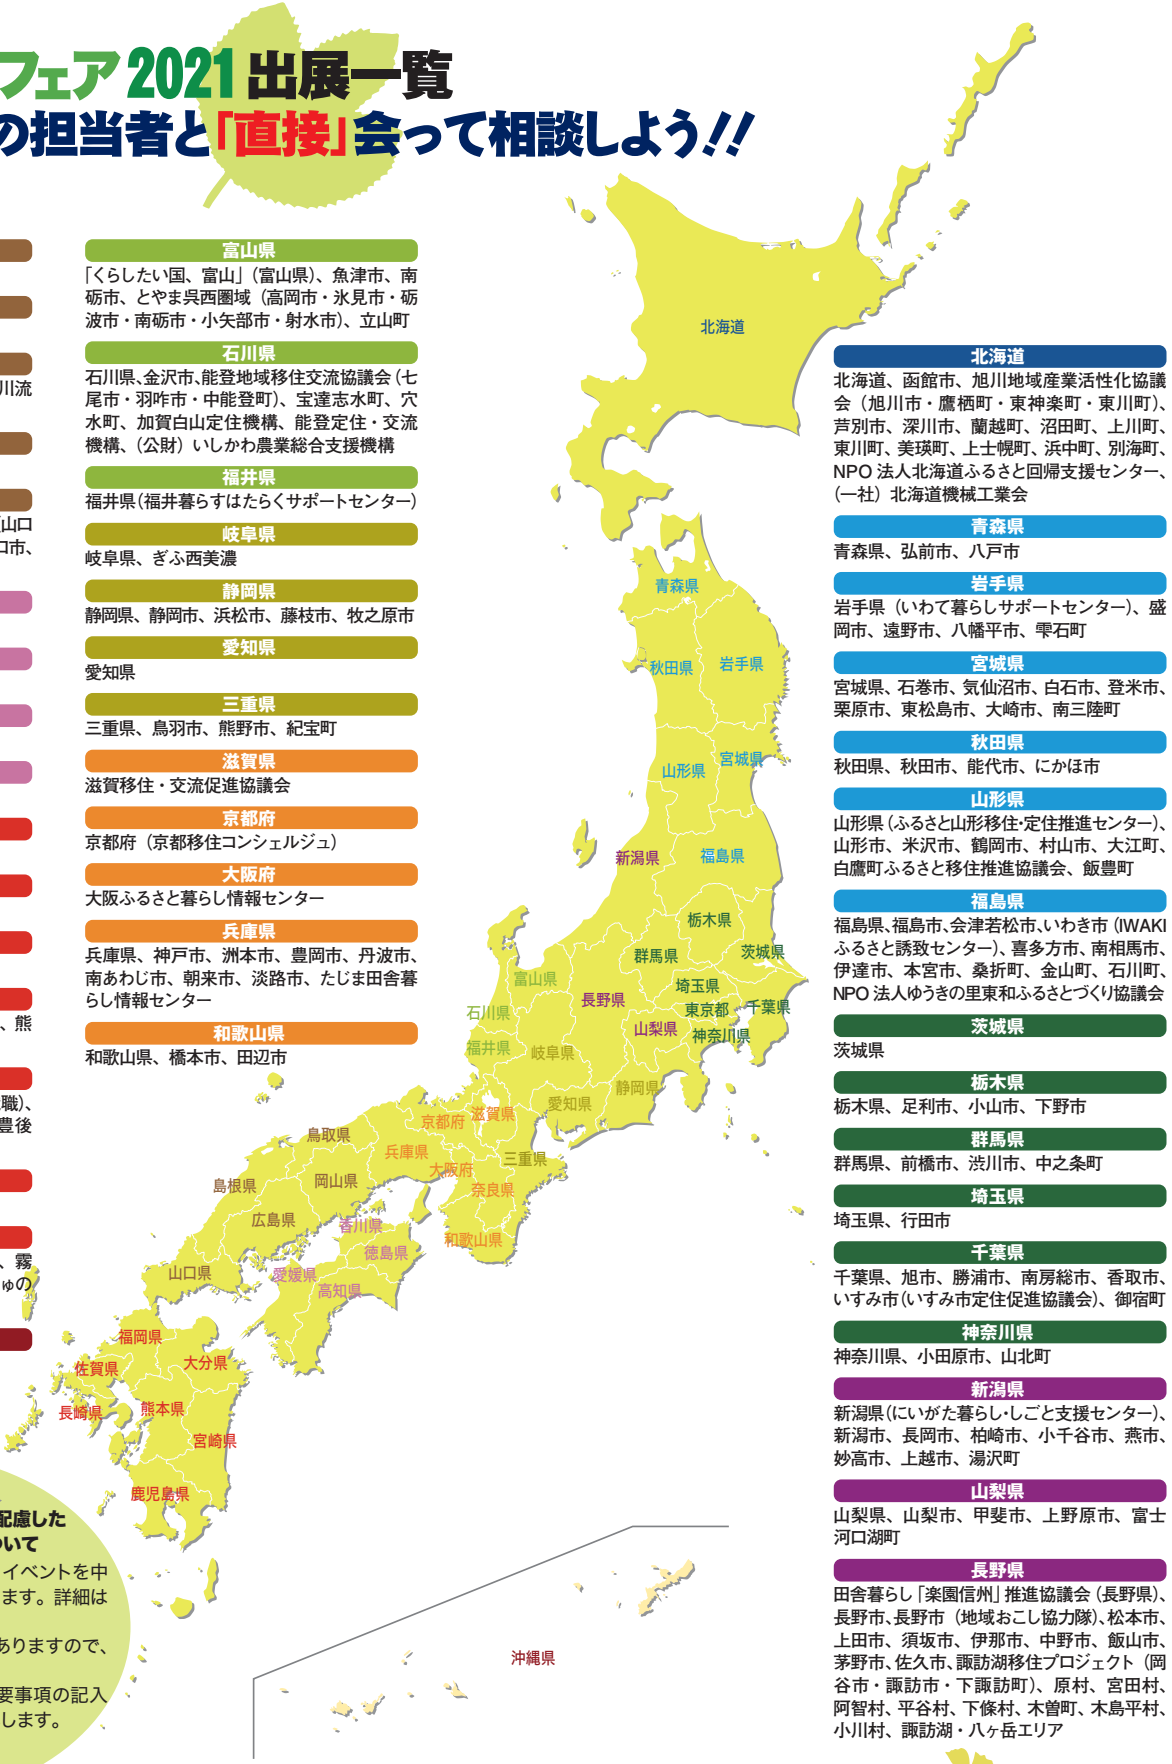 フェア2021 出展一覧
の担当者と「直接」会って相談しよう!!
川流
山口
口市、
、熊
職)、
豊後
、霧
ゅの
配慮した
ついて
イベントを中
ます。詳細は
ありますので、
要事項の記入
します。
富山県
「くらしたい国、富山」(富山県)、魚津市、南
砺市、とやま呉西圏域(高岡市・氷見市・砺
波市・南砺市・小矢部市・射水市)、立山町
石川県
石川県、金沢市、能登地域移住交流協議会(七
尾市・羽咋市・中能登町)、宝達志水町、穴
水町、加賀白山定住機構、能登定住・交流
機構、(公財)いしかわ農業総合支援機構
福井県
福井県(福井暮らすはたらくサポートセンター)
岐阜県
岐阜県、ぎふ西美濃
静岡県
静岡県、静岡市、浜松市、藤枝市、牧之原市
愛知県
愛知県
三重県
三重県、鳥羽市、熊野市、紀宝町
滋賀県
滋賀移住・交流促進協議会
京都府
京都府(京都移住コンシェルジュ)
大阪府
大阪ふるさと暮らし情報センター
兵庫県
兵庫県、神戸市、洲本市、豊岡市、丹波市、
南あわじ市、朝来市、淡路市、たじま田舎暮
らし情報センター
和歌山県
和歌山県、橋本市、田辺市
北海道
青森県
秋田県
岩手県
山形県
宮城県
新潟県
福島県
栃木県
群馬県
茨城県
富山県
埼玉県
長野県
石川県
東京都
千葉県
山梨県
神奈川県
福井県
岐阜県
静岡県
愛知県
滋賀県
京都府
鳥取県
兵庫県
三重県
大阪府
岡山県
島根県
奈良県
広島県
香川県
和歌山県
徳島県
山口県
愛媛県
高知県
福岡県
大分県
佐賀県
長崎県
熊本県
宮崎県
鹿児島県
沖縄県
北海道
北海道、函館市、旭川地域産業活性化協議
会(旭川市・鷹栖町・東神楽町・東川町)、
芦別市、深川市、蘭越町、沼田町、上川町、
東川町、美瑛町、上士幌町、浜中町、別海町、
NPO 法人北海道ふるさと回帰支援センター、
(一社)北海道機械工業会
青森県
青森県、弘前市、八戸市
岩手県
岩手県(いわて暮らしサポートセンター)、盛
岡市、遠野市、八幡平市、雫石町
宮城県
宮城県、石巻市、気仙沼市、白石市、登米市、
栗原市、東松島市、大崎市、南三陸町
秋田県
秋田県、秋田市、能代市、にかほ市
山形県
山形県(ふるさと山形移住・定住推進センター)、
山形市、米沢市、鶴岡市、村山市、大江町、
白鷹町ふるさと移住推進協議会、飯豊町
福島県
福島県、福島市、会津若松市、いわき市(IWAKI
ふるさと誘致センター)、喜多方市、南相馬市、
伊達市、本宮市、桑折町、金山町、石川町、
NPO 法人ゆうきの里東和ふるさとづくり協議会
茨城県
茨城県
栃木県
栃木県、足利市、小山市、下野市
群馬県
群馬県、前橋市、渋川市、中之条町
埼玉県
埼玉県、行田市
千葉県
千葉県、旭市、勝浦市、南房総市、香取市、
いすみ市(いすみ市定住促進協議会)、御宿町
神奈川県
神奈川県、小田原市、山北町
新潟県
新潟県(にいがた暮らし・しごと支援センター)、
新潟市、長岡市、柏崎市、小千谷市、燕市、
妙高市、上越市、湯沢町
山梨県
山梨県、山梨市、甲斐市、上野原市、富士
河口湖町
長野県
田舎暮らし「楽園信州」推進協議会(長野県)、
長野市、長野市(地域おこし協力隊)、松本市、
上田市、須坂市、伊那市、中野市、飯山市、
茅野市、佐久市、諏訪湖移住プロジェクト(岡
谷市・諏訪市・下諏訪町)、原村、宮田村、
阿智村、平谷村、下條村、木曽町、木島平村、
小川村、諏訪湖・八ヶ岳エリア